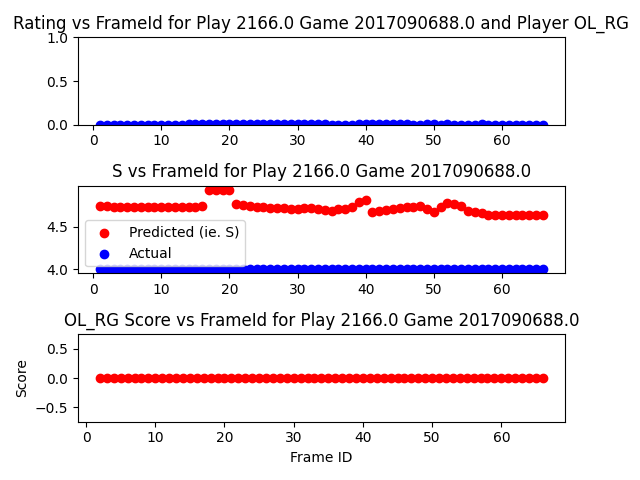 Rating vs FrameId for Play 2166.0 Game 2017090688.0 and Player OL_RG
1.0
0.5
0.0
0 10 20 30 40 50 60
S vs FrameId for Play 2166.0 Game 2017090688.0
4.5
4.0
Predicted (ie. S)
Actual
0 10 20 30 40 50 60
OL_RG Score vs FrameId for Play 2166.0 Game 2017090688.0
Score
0.5
0.0
−0.5
0 10 20 30 40 50 60
Frame ID